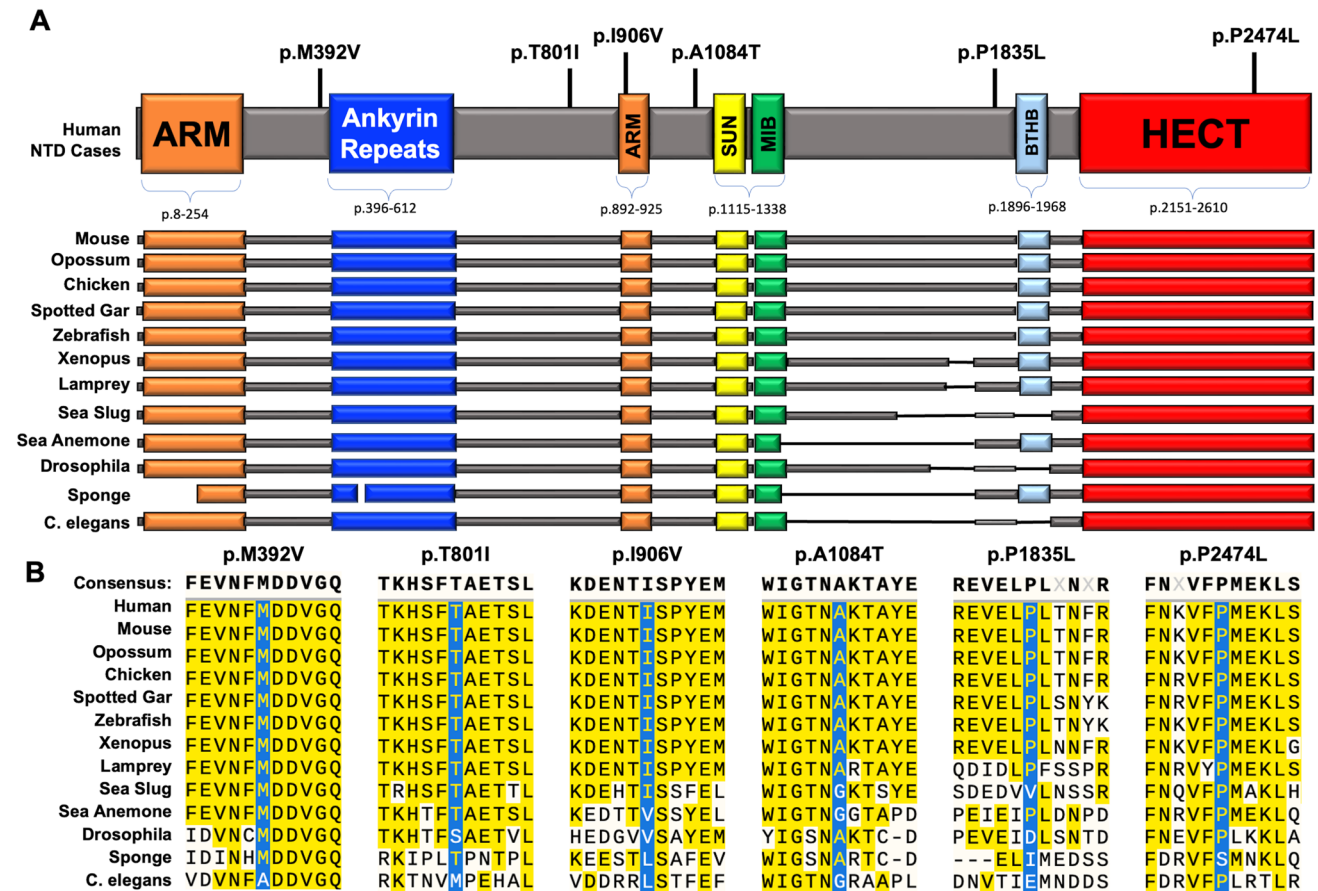 A
p.M392V p.T801I p.I906V p.A1084T p.P1835L p.P2474L
Human
NTD Cases
ARM
Ankyrin
Repeats
ARM
SUN
MIB
BTHB
HECT
p.8-254 p.396-612 p.892-925 p.1115-1338 p.1896-1968 p.2151-2610
Mouse
Opossum
Chicken
Spotted Gar
Zebrafish
Xenopus
Lamprey
Sea Slug
Sea Anemone
Drosophila
Sponge
C. elegans
B
p.M392V p.T801I p.I906V p.A1084T p.P1835L p.P2474L
Consensus: FEVNFMDDVGQ TKHSFTAETSL KDENTISPYEM WIGTNAKTAYE REVELPLXNXR FNXVFPMEKLS
Human FEVNFMDDVGQ TKHSFTAETSL KDENTISPYEM WIGTNAKTAYE REVELPLTNFR FNKVFPMEKLS
Mouse FEVNFMDDVGQ TKHSFTAETSL KDENTISPYEM WIGTNAKTAYE REVELPLTNFR FNKVFPMEKLS
Opossum FEVNFMDDVGQ TKHSFTAETSL KDENTISPYEM WIGTNAKTAYE REVELPLTNFR FNKVFPMEKLS
Chicken FEVNFMDDVGQ TKHSFTAETSL KDENTISPYEM WIGTNAKTAYE REVELPLTNFR FNKVFPMEKLS
Spotted Gar FEVNFMDDVGQ TKHSFTAETSL KDENTISPYEM WIGTNAKTAYE REVELPLSNYK FNRVFPMEKLS
Zebrafish FEVNFMDDVGQ TKHSFTAETSL KDENTISPYEM WIGTNAKTAYE REVELPLTNYK FNRVFPMEKLS
Xenopus FEVNFMDDVGQ TKHSFTAETSL KDENTISPYEM WIGTNAKTAYE REVELPLNNFR FNKVFPMEKLG
Lamprey FEVNFMDDVGQ TKHSFTAETSL KDENTISPYEM WIGTNARTAYE QDIDLPFSSPR FNRVYPMEKLS
Sea Slug FEVNFMDDVGQ TRHSFTAETTL KDEHTISSFEL WIGTNGKTSYE SDEDVVLNSSR FNQVFPMAKLH
Sea Anemone FEVNFMDDVGQ TKHTFTAETSL KEDTTVSSYEL WIGTNGGTAPD PEIEIPLDNPD FNRVFPMEKLQ
Drosophila IDVNCMDDVGQ TKHTFSAETVL HEDGVVSAYEM YIGSNAKTC-D PEVEIDLSNTD FNRVFPLKKLA
Sponge IDINHMDDVGQ RKIPLTPNTPL KEESTLSAFEV WIGTNARTC-D ---ELIMEDSS FDRVFSMNKLQ
C. elegans VDVNFADDVGQ RKTNVMPEHAL VDDRRLSTFEF WIGTNGRAAPL DNVTIEMNDDS FDRVFPLRTLR